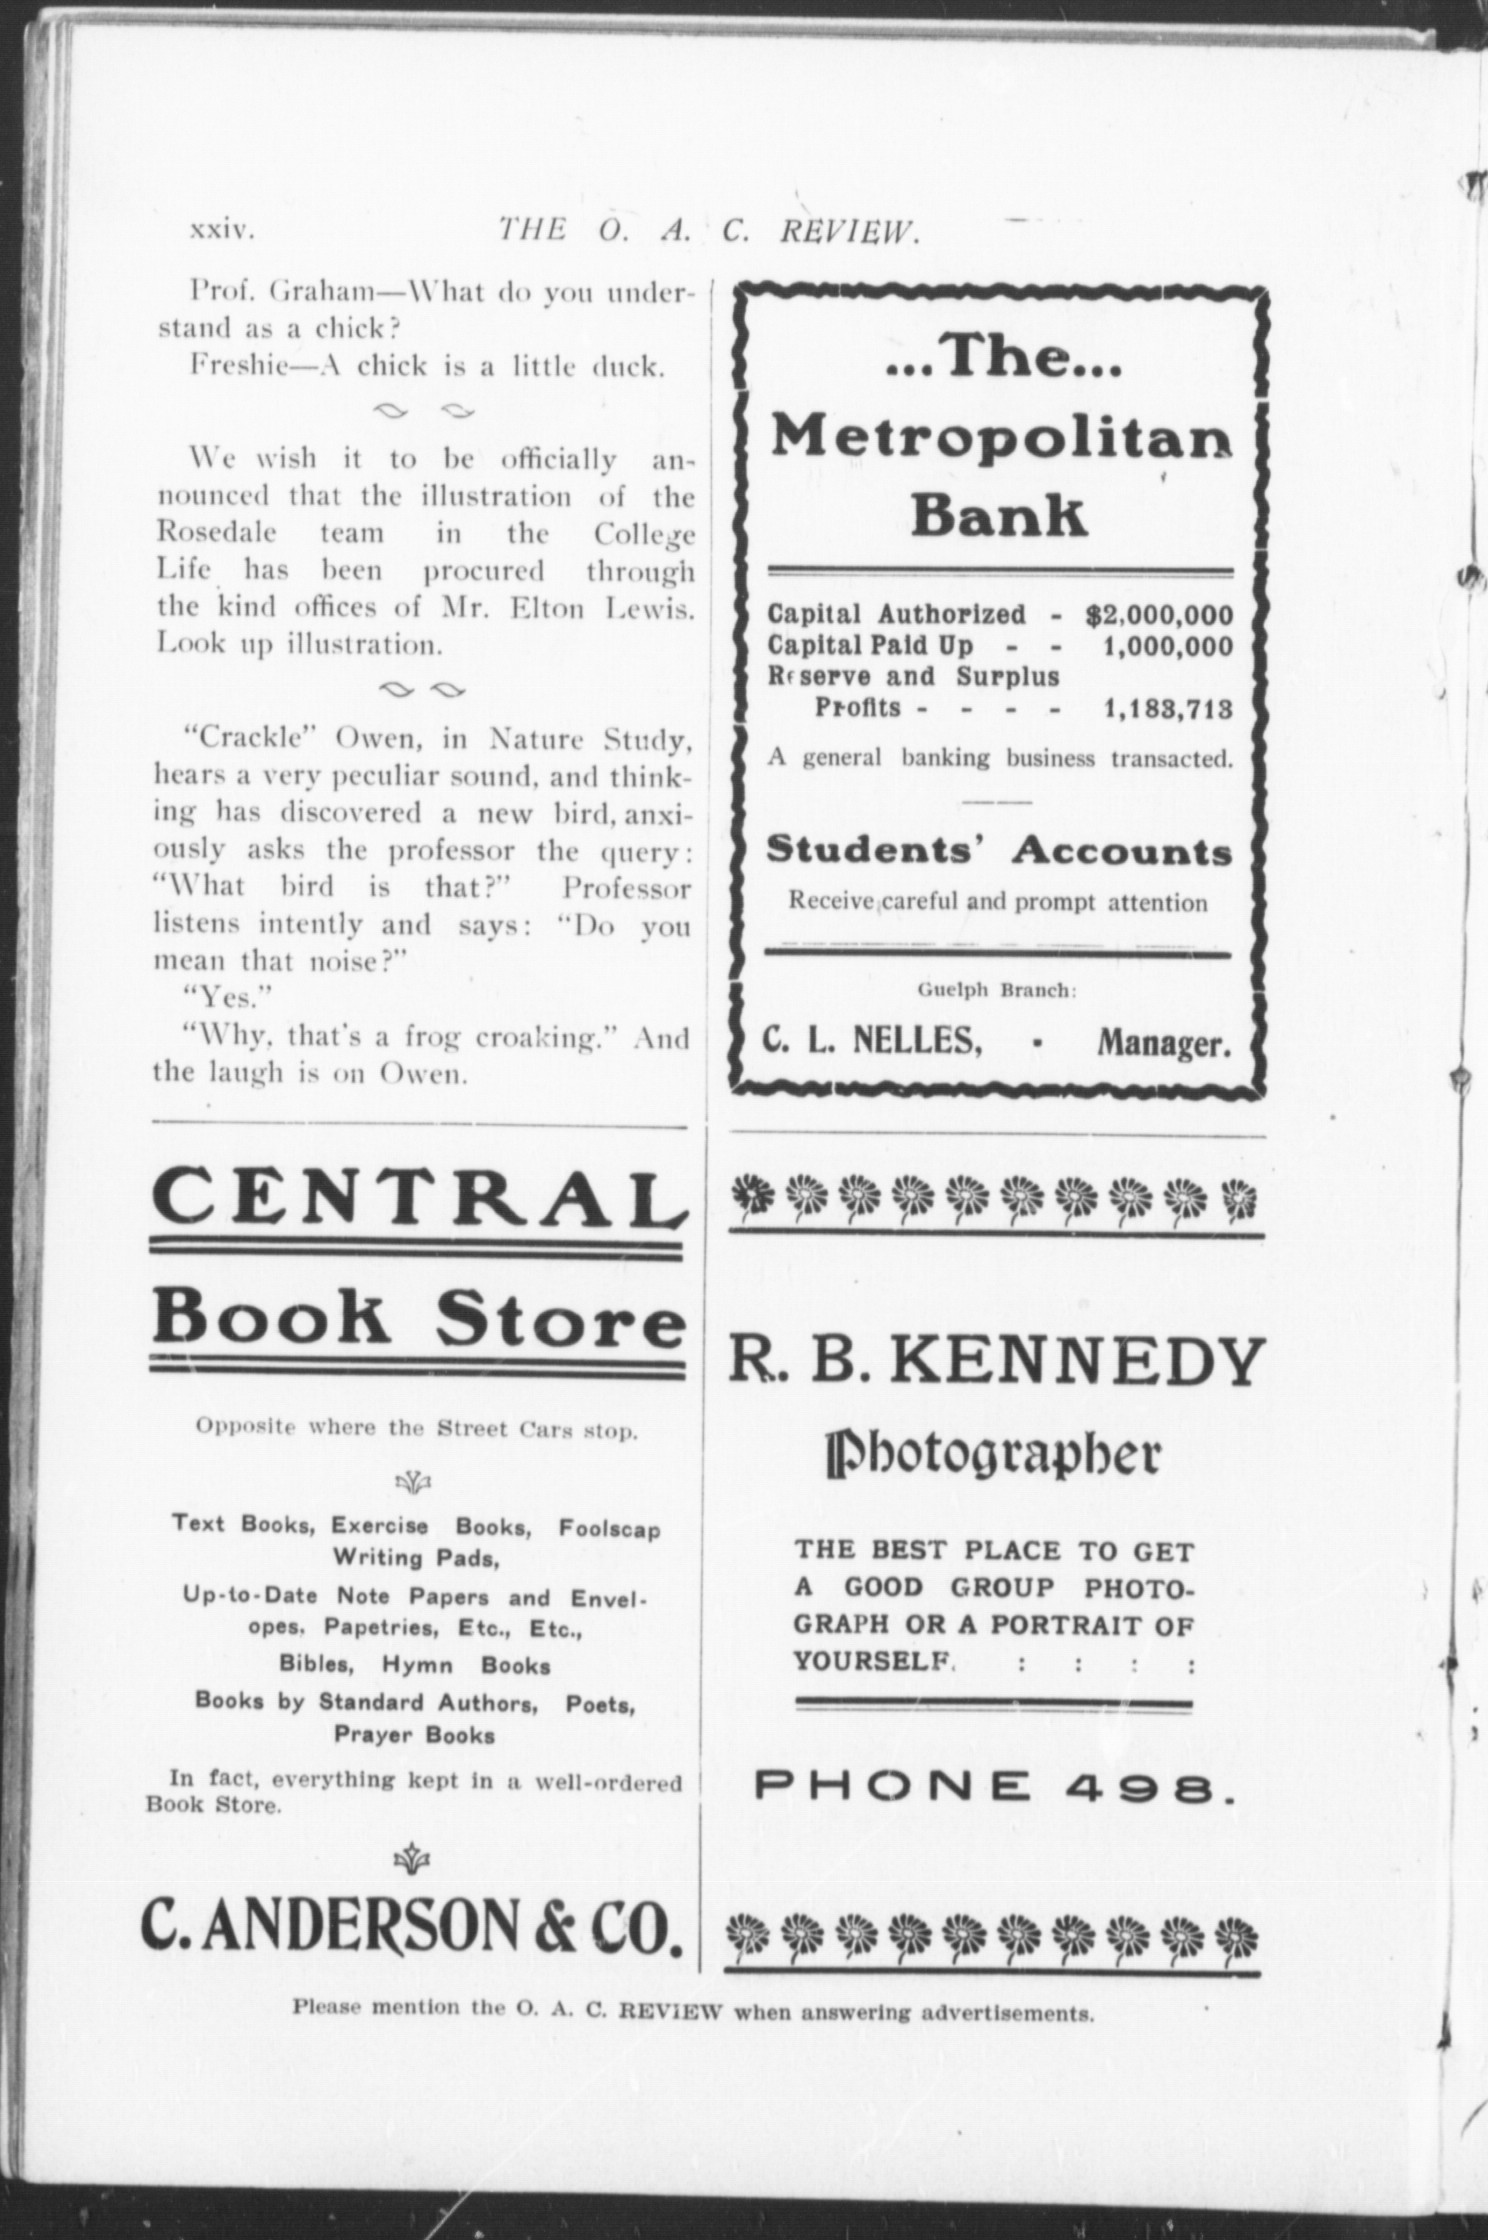 xxiv. THE O. A. C. REVIEW.
Prof. Graham—What do you under-
stand as a chick?
Freshie—A chick is a little duck.
We wish it to be officially an-
nounced that the illustration of the
Rosedale team in the College
Life has been procured through
the kind offices of Mr. Elton Lewis.
Look up illustration.
“Crackle” Owen, in Nature Study,
hears a very peculiar sound, and think-
ing has discovered a new bird, anxi-
ously asks the professor the query:
“What bird is that?” Professor
listens intently and says: “Do you
mean that noise?”
“Yes.”
“Why, that's a frog croaking.” And
the laugh is on Owen.
CENTRAL
Book Store
Opposite where the Street Cars stop.
Text Books, Exercise Books, Foolscap
Writing Pads,
Up-to-Date Note Papers and Envel-
opes, Papetries, Etc., Etc.,
Bibles, Hymn Books
Books by Standard Authors, Poets,
Prayer Books
In fact, everything kept in a well-ordered
Book Store.
C. ANDERSON & CO.
...The...
Metropolitan
Bank
Capital Authorized - $2,000,000
Capital Paid Up - - 1,000,000
Reserve and Surplus
Profits - - - - 1,183,713
A general banking business transacted.
Students' Accounts
Receive careful and prompt attention
Guelph Branch:
C. L. NELLES, - Manager.
R. B. KENNEDY
Photographer
THE BEST PLACE TO GET
A GOOD GROUP PHOTO-
GRAPH OR A PORTRAIT OF
YOURSELF. : : : :
PHONE 498.
Please mention the O. A. C. REVIEW when answering advertisements.